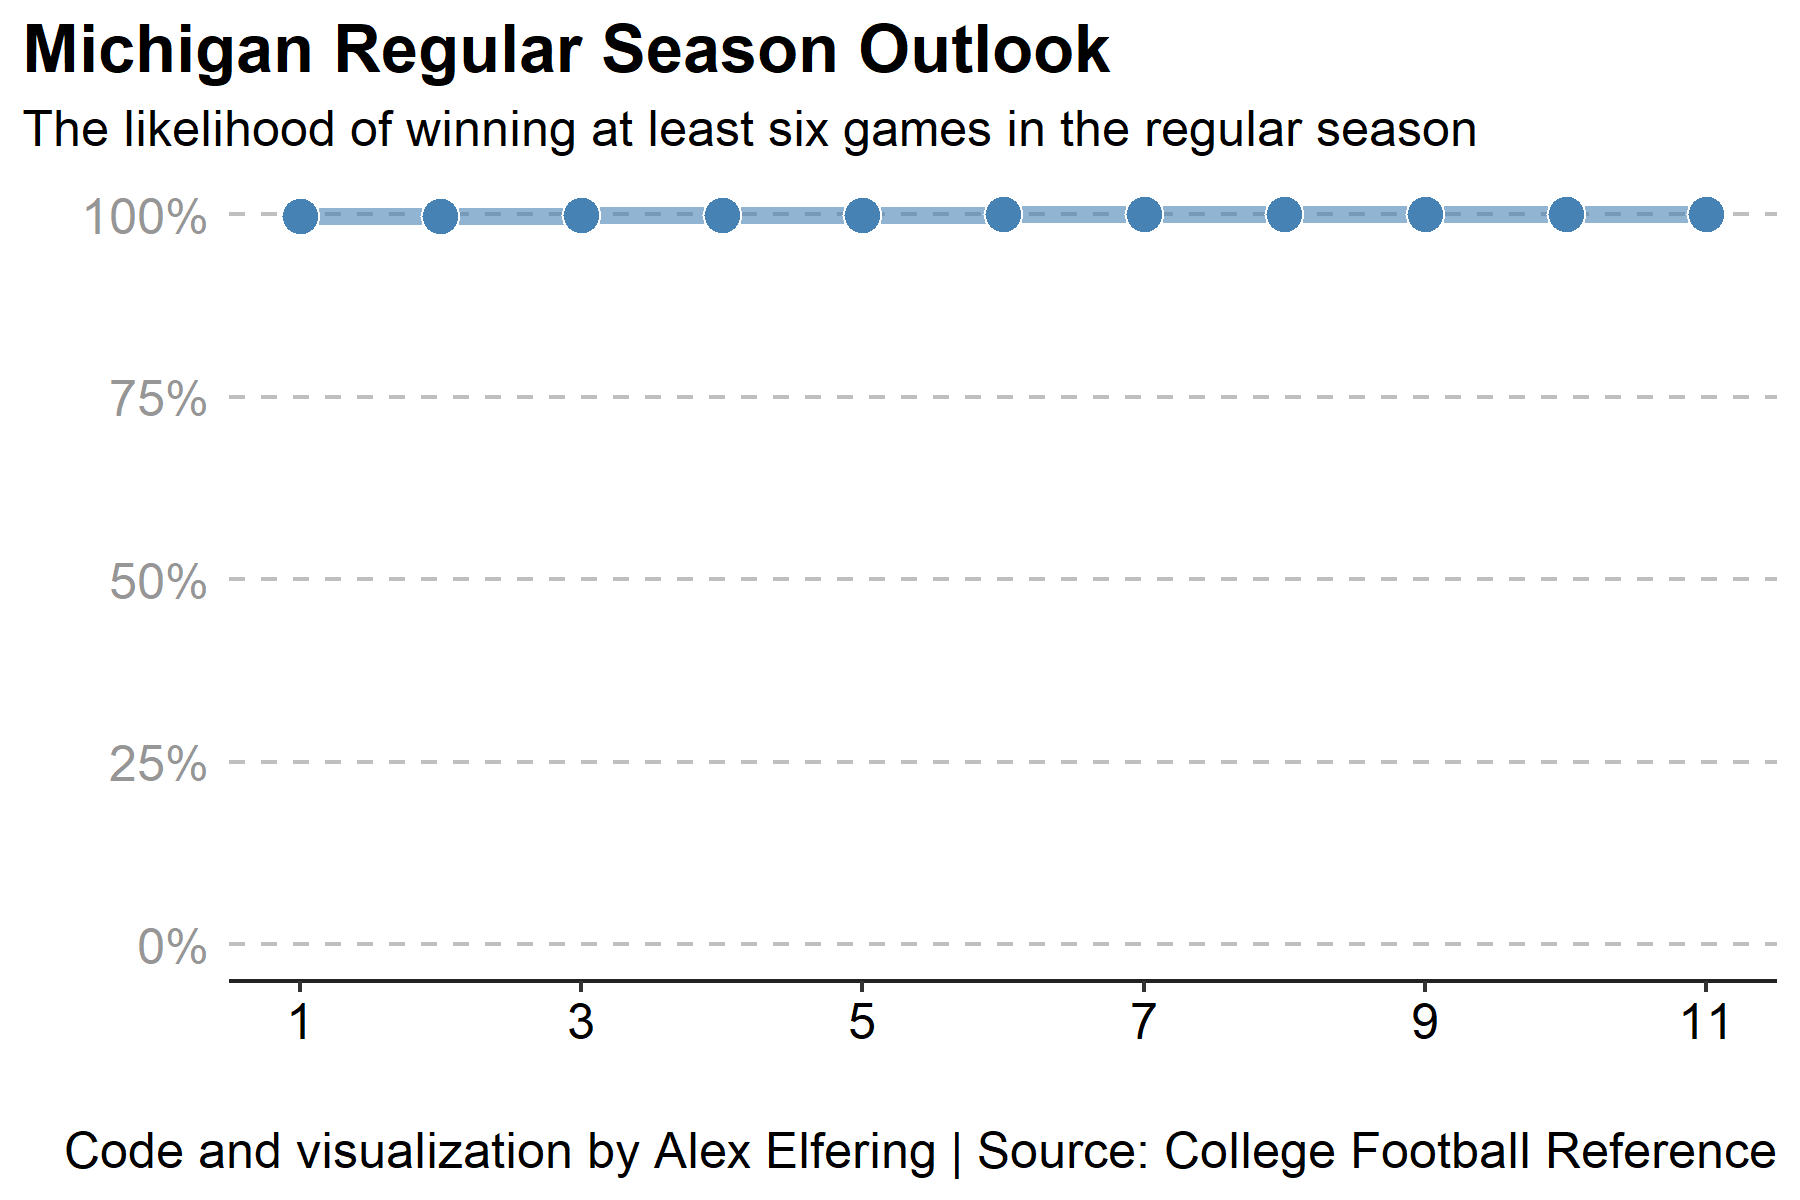 Michigan Regular Season Outlook
The likelihood of winning at least six games in the regular season
100%
75%
50%
25%
0%
1 3 5 7 9 11
Code and visualization by Alex Elfering | Source: College Football Reference